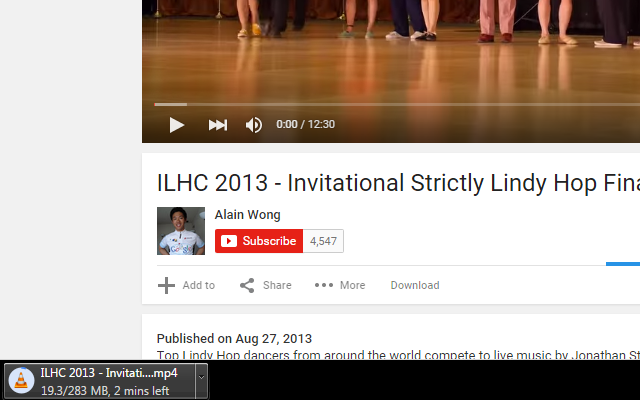 0:00 / 12:30
ILHC 2013 - Invitational Strictly Lindy Hop Fina
Alain Wong
Subscribe 4,547
Add to Share More Download
Published on Aug 27, 2013
Top Lindy Hop dancers from around the world compete to live music by Jonathan St
ILHC 2013 - Invitati....mp4
19.3/283 MB, 2 mins left